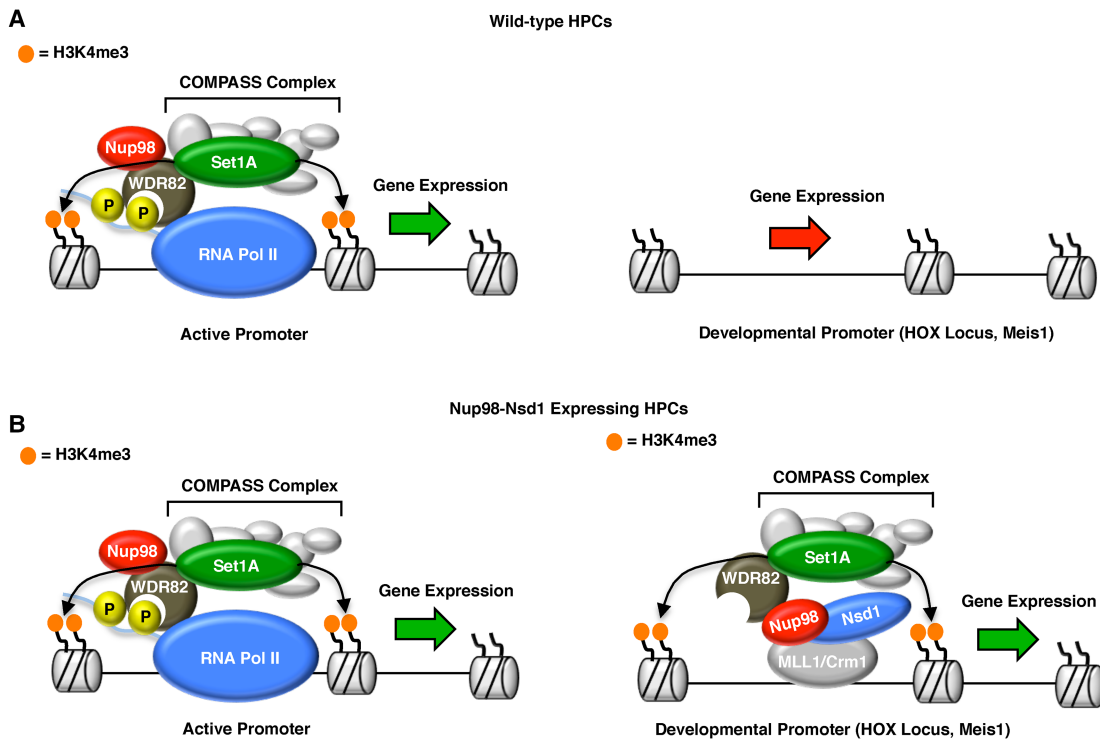 A
Wild-type HPCs
= H3K4me3
COMPASS Complex
Nup98
Set1A
WDR82
P
P
RNA Pol II
Gene Expression
Active Promoter
Gene Expression
Developmental Promoter (HOX Locus, Meis1)
B
Nup98-Nsd1 Expressing HPCs
= H3K4me3
COMPASS Complex
Nup98
Set1A
WDR82
P
P
RNA Pol II
Gene Expression
Active Promoter
= H3K4me3
COMPASS Complex
Set1A
WDR82
Nup98
Nsd1
MLL1/Crm1
Gene Expression
Developmental Promoter (HOX Locus, Meis1)